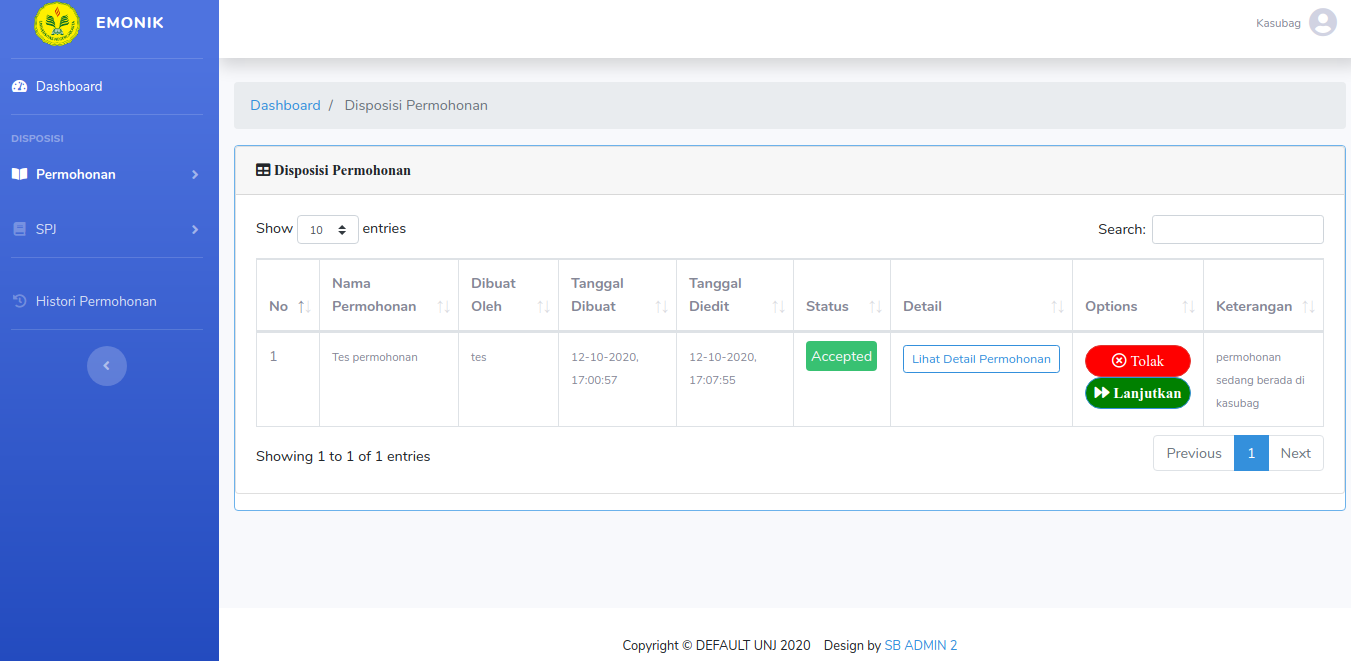 EMONIK
Kasubag
Dashboard
DISPOSISI
Permohonan
SPJ
Histori Permohonan
Dashboard / Disposisi Permohonan
Disposisi Permohonan
Show 10 entries
Search:
No
Nama Permohonan
Dibuat Oleh
Tanggal Dibuat
Tanggal Diedit
Status
Detail
Options
Keterangan
1
Tes permohonan
tes
12-10-2020,
17:00:57
12-10-2020,
17:07:55
Accepted
Lihat Detail Permohonan
Tolak
Lanjutkan
permohonan
sedang berada di
kasubag
Showing 1 to 1 of 1 entries
Previous 1 Next
Copyright © DEFAULT UNJ 2020 Design by SB ADMIN 2